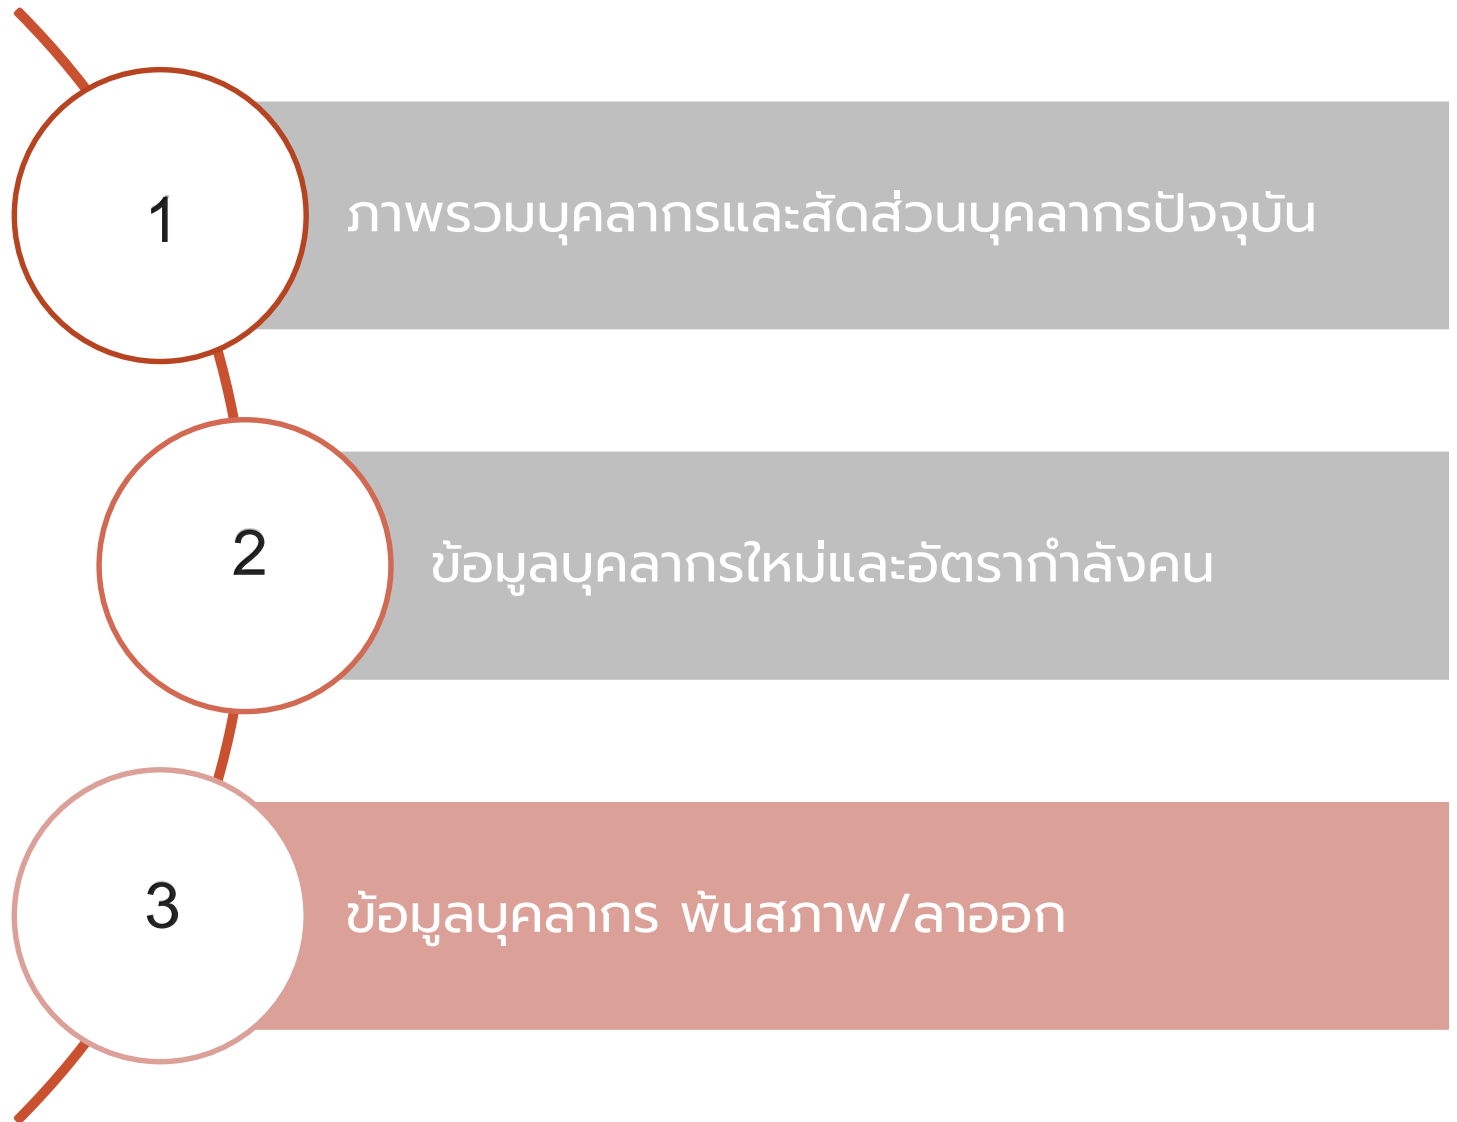 1
ภาพรวมบุคลากรและสัดส่วนบุคลากรปัจจุบัน
2
ข้อมูลบุคลากรใหม่และอัตรากำลังคน
3
ข้อมูลบุคลากร พ้นสภาพ/ลาออก